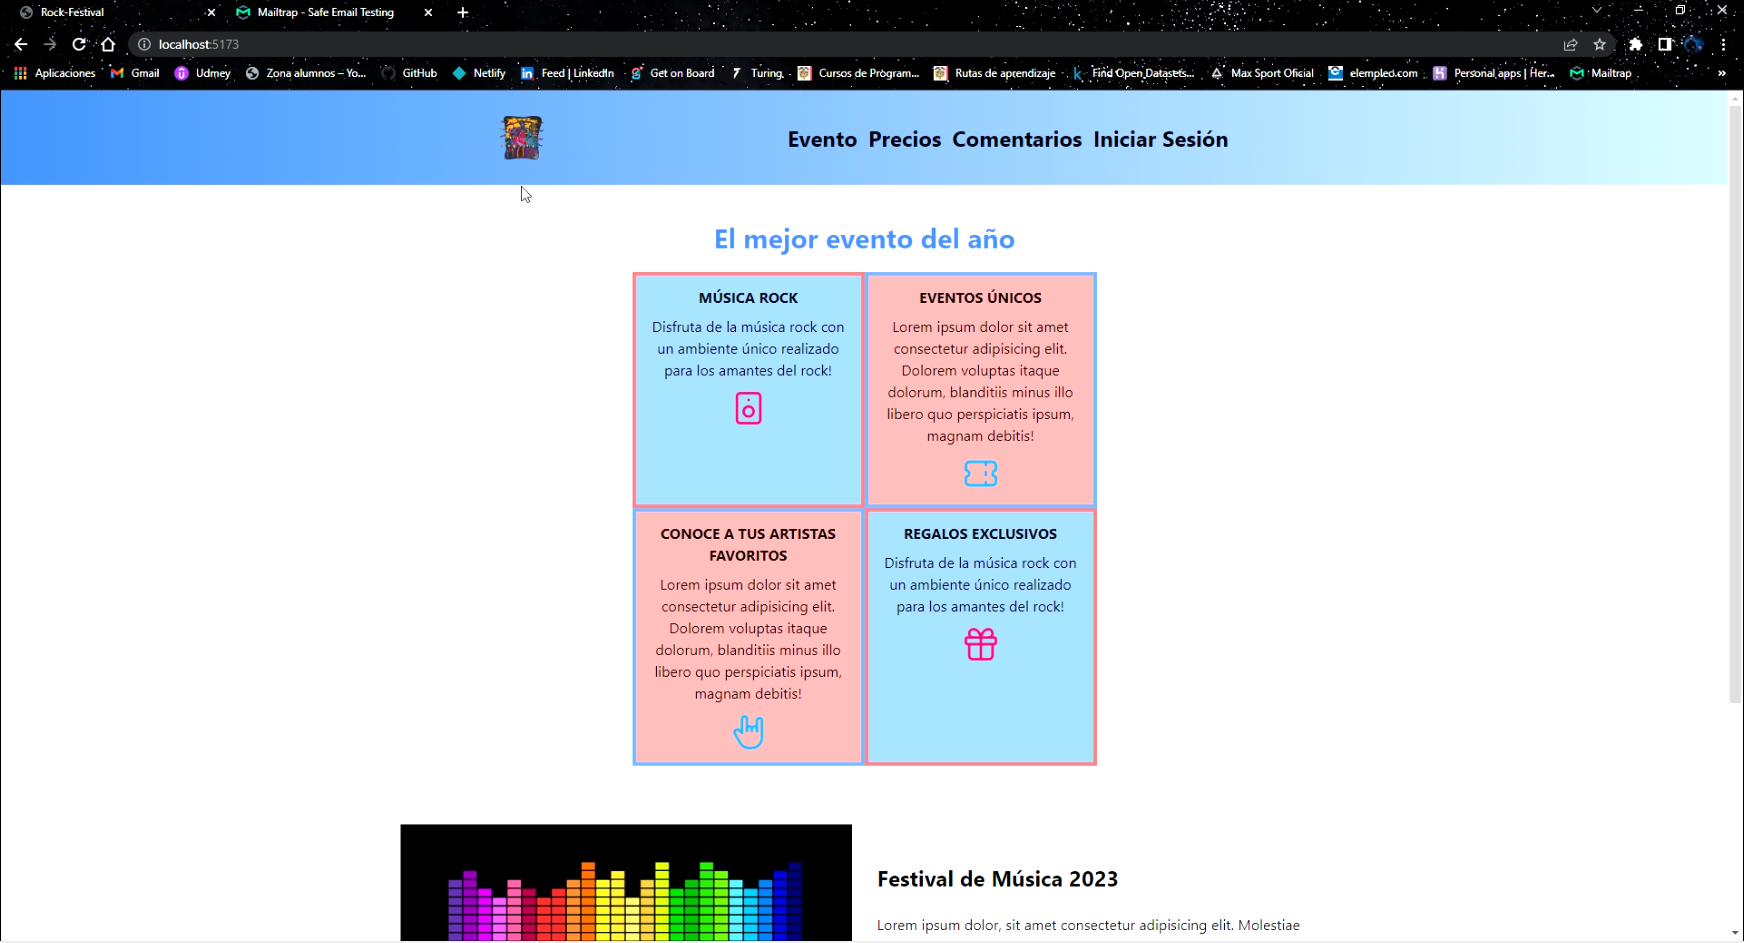 Rock-Festival
Mailtrap - Safe Email Testing
localhost:5173
Aplicaciones Gmail Udmey Zona alumnos – Yo... GitHub Netlify Feed | LinkedIn Get on Board Turing. Cursos de Program... Rutas de aprendizaje Find Open Datasets... Max Sport Oficial elempled.com Personal apps | Her... Mailtrap »
Evento Precios Comentarios Iniciar Sesión
El mejor evento del año
MÚSICA ROCK
Disfruta de la música rock con
un ambiente único realizado
para los amantes del rock!
EVENTOS ÚNICOS
Lorem ipsum dolor sit amet
consectetur adipisicing elit.
Dolorem voluptas itaque
dolorum, blanditiis minus illo
libero quo perspiciatis ipsum,
magnam debitis!
CONOCE A TUS ARTISTAS
FAVORITOS
Lorem ipsum dolor sit amet
consectetur adipisicing elit.
Dolorem voluptas itaque
dolorum, blanditiis minus illo
libero quo perspiciatis ipsum,
magnam debitis!
REGALOS EXCLUSIVOS
Disfruta de la música rock con
un ambiente único realizado
para los amantes del rock!
Festival de Música 2023
Lorem ipsum dolor, sit amet consectetur adipisicing elit. Molestiae